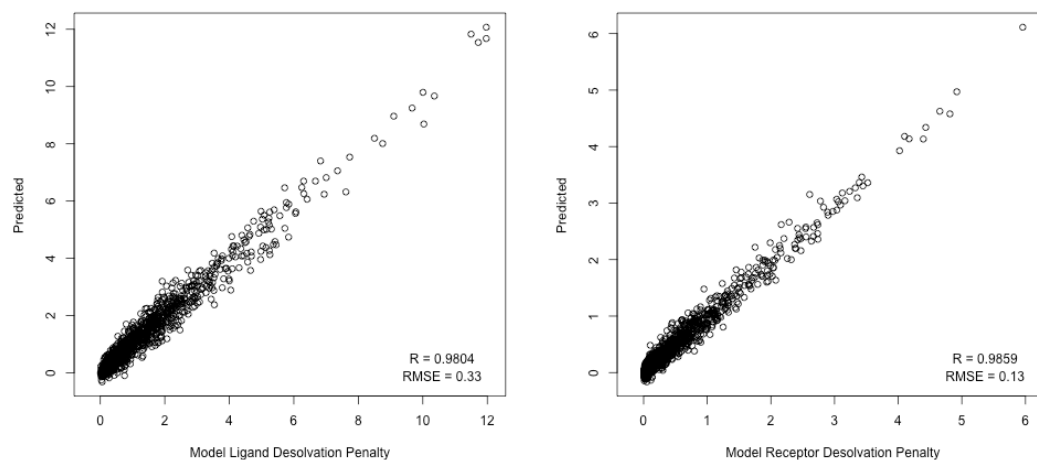 12
10
8
6
4
2
0
Predicted
R = 0.9804
RMSE = 0.33
0 2 4 6 8 10 12
Model Ligand Desolvation Penalty
6
5
4
3
2
1
0
Predicted
R = 0.9859
RMSE = 0.13
0 1 2 3 4 5 6
Model Receptor Desolvation Penalty